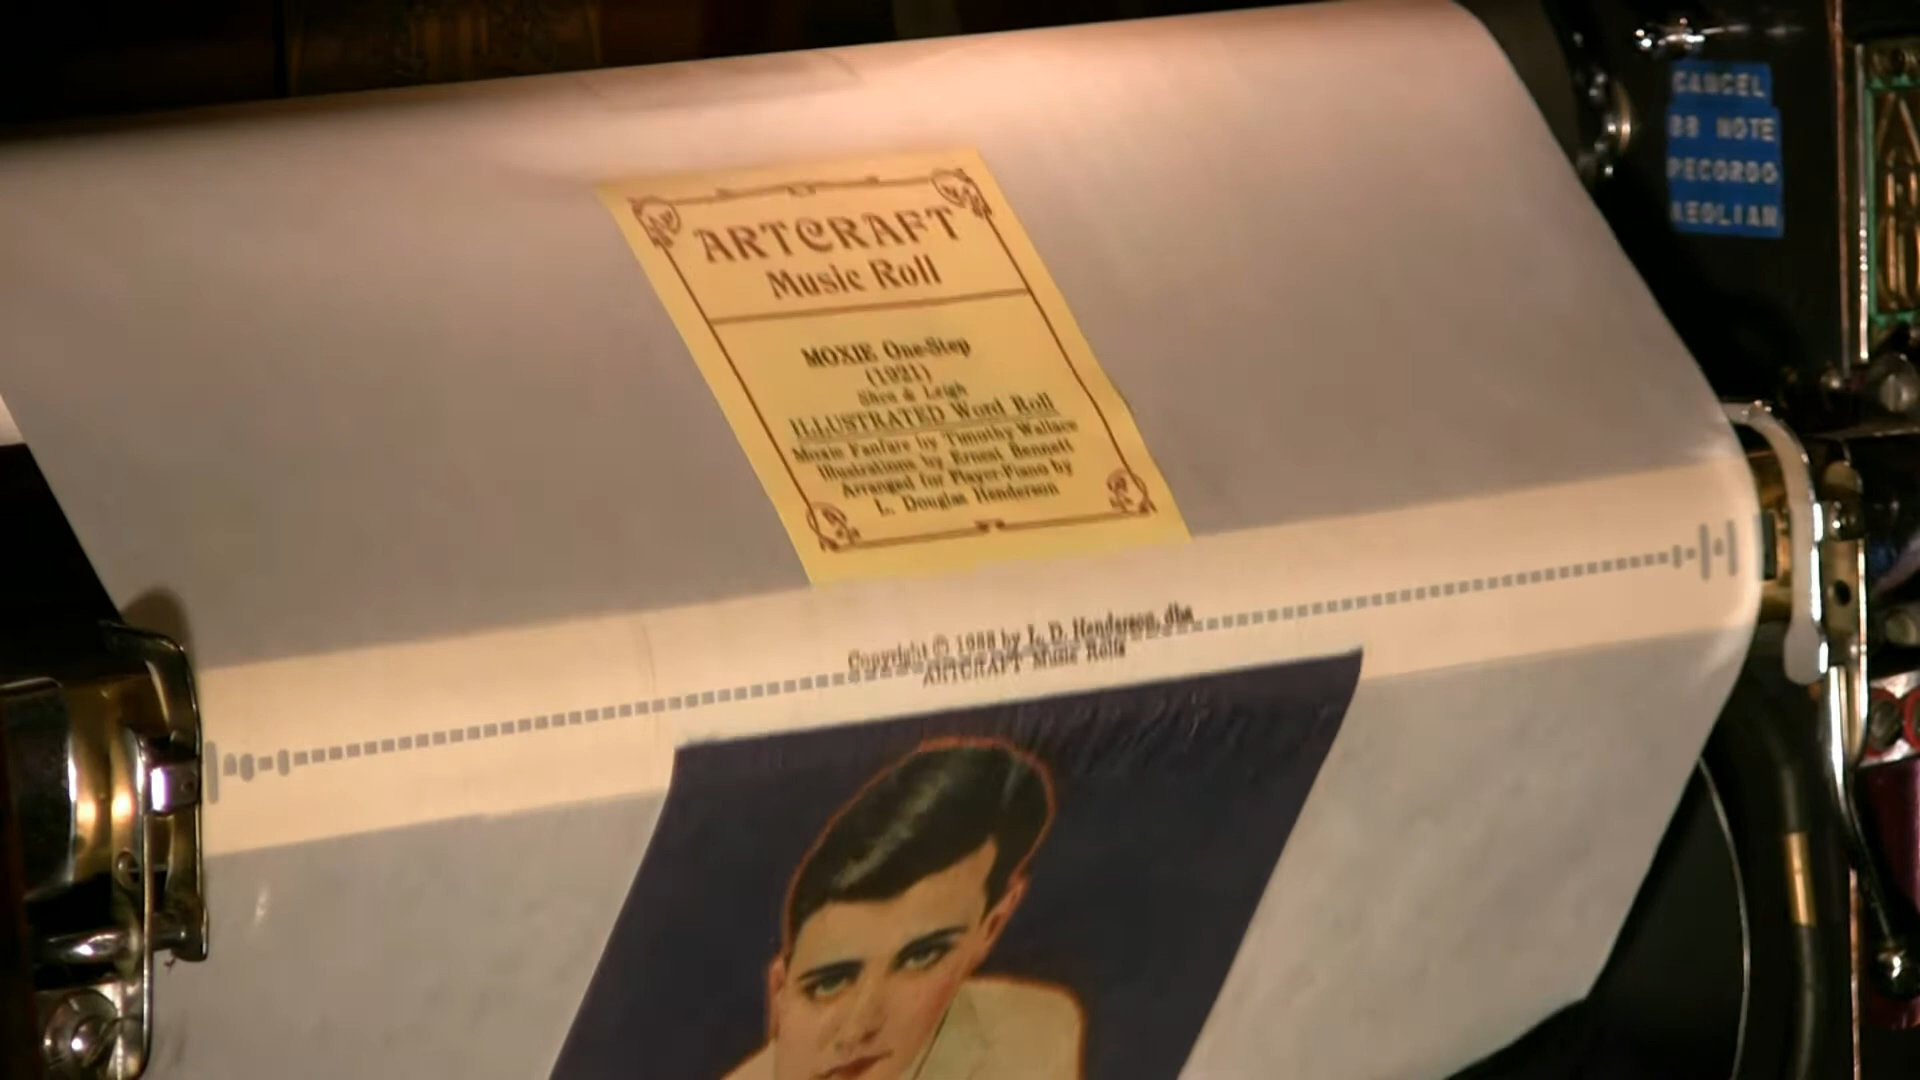 ARTCRAFT
Music Roll
MOXIE One-Step
(1921)
Shea & Leigh
ILLUSTRATED Word Roll
Moxie Fanfare by Timothy Wallace
Illustrations by Ernest Bennett
Arranged for Player-Piano by
L. Douglas Henderson
Copyright © 1988 by L. D. Henderson, dba
ARTCRAFT Music Rolls
CANCEL
88 NOTE
RECORDO
AEOLIAN